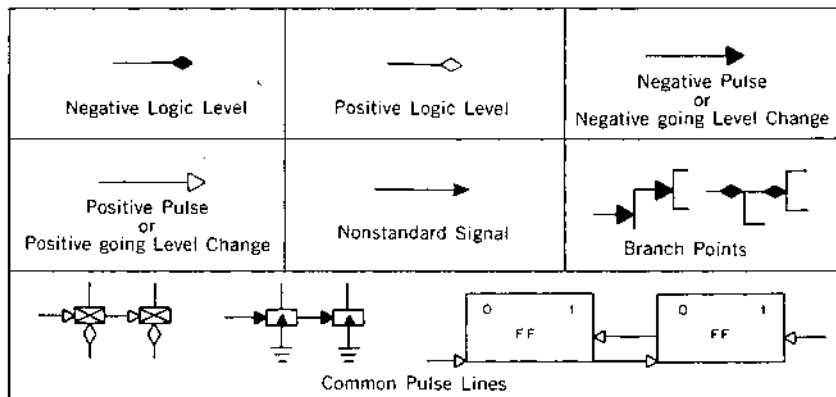 Negative Logic Level
Positive Logic Level
Negative Pulse
or
Negative going Level Change
Positive Pulse
or
Positive going Level Change
Nonstandard Signal
Branch Points
0 1
FF
0 1
FF
Common Pulse Lines